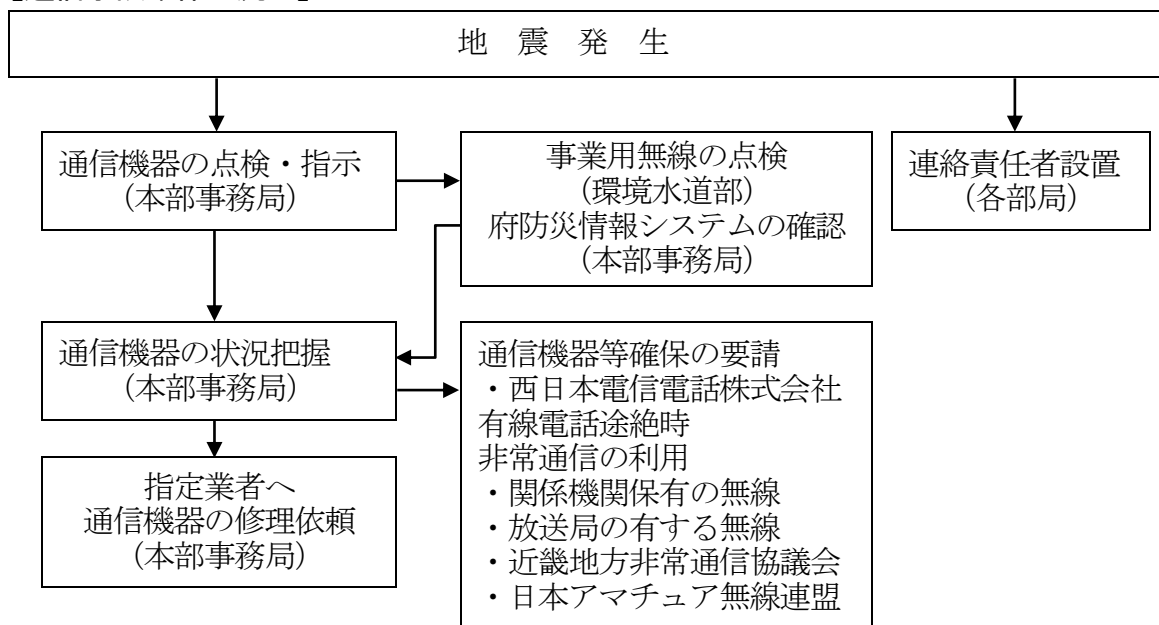 地 震 発 生
通信機器の点検・指示
(本部事務局)
事業用無線の点検
(環境水道部)
府防災情報システムの確認
(本部事務局)
連絡責任者設置
(各部局)
通信機器の状況把握
(本部事務局)
通信機器等確保の要請
・西日本電信電話株式会社
有線電話途絶時
非常通信の利用
・関係機関保有の無線
・放送局の有する無線
・近畿地方非常通信協議会
・日本アマチュア無線連盟
指定業者へ
通信機器の修理依頼
(本部事務局)